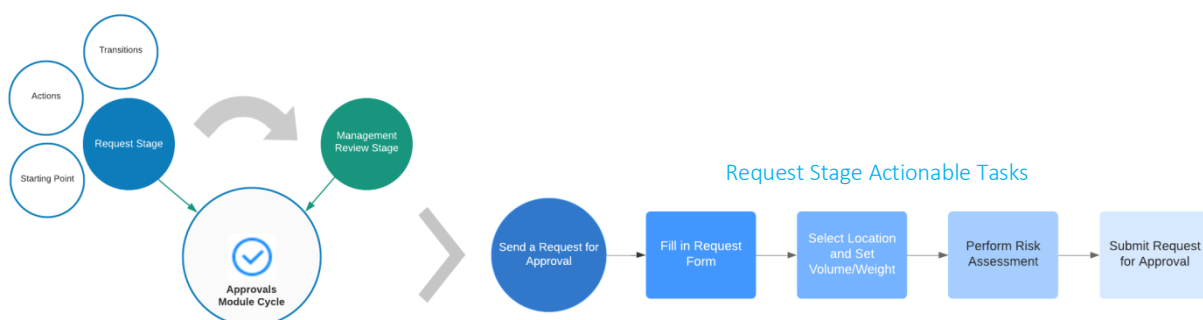 Transitions
Actions
Request Stage
Starting Point
Management
Review Stage
Approvals
Module Cycle
Request Stage Actionable Tasks
Send a Request for
Approval
Fill in Request
Form
Select Location
and Set
Volume/Weight
Perform Risk
Assessment
Submit Request
for Approval